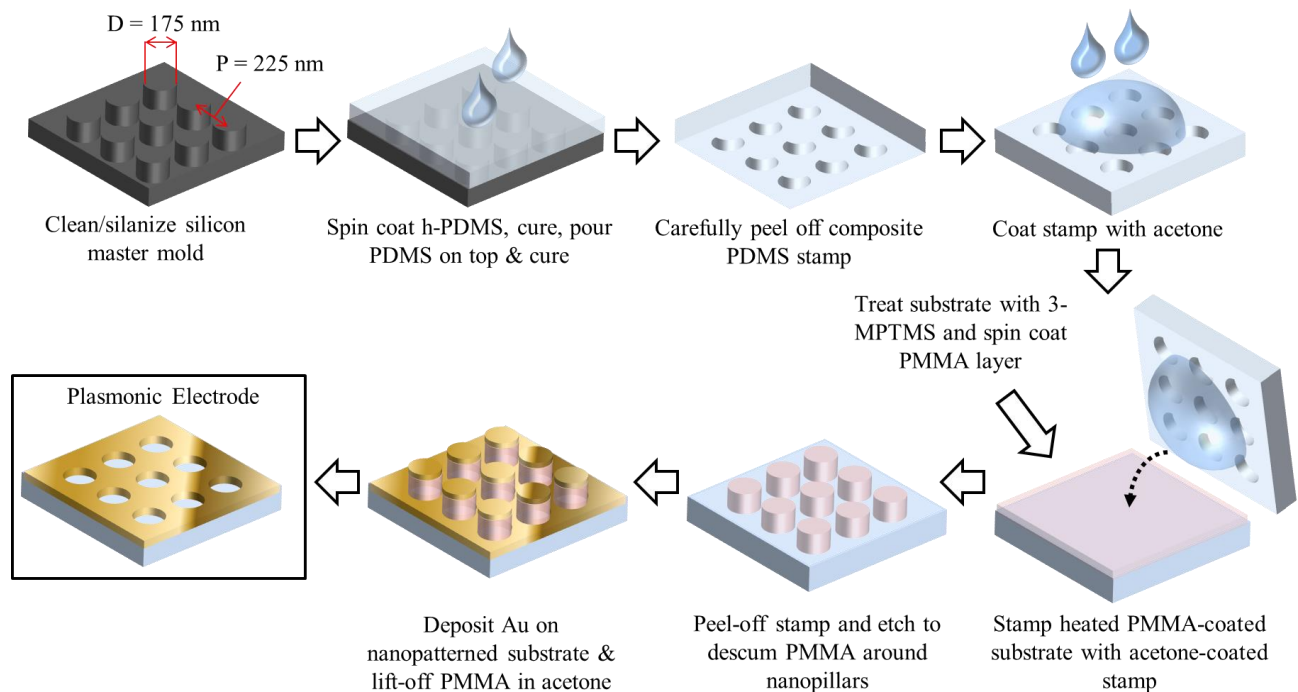 D = 175 nm
P = 225 nm
Clean/silanize silicon
master mold
Spin coat h-PDMS, cure, pour
PDMS on top & cure
Carefully peel off composite
PDMS stamp
Coat stamp with acetone
Treat substrate with 3-
MPTMS and spin coat
PMMA layer
Stamp heated PMMA-coated
substrate with acetone-coated
stamp
Peel-off stamp and etch to
descum PMMA around
nanopillars
Deposit Au on
nanopatterned substrate &
lift-off PMMA in acetone
Plasmonic Electrode